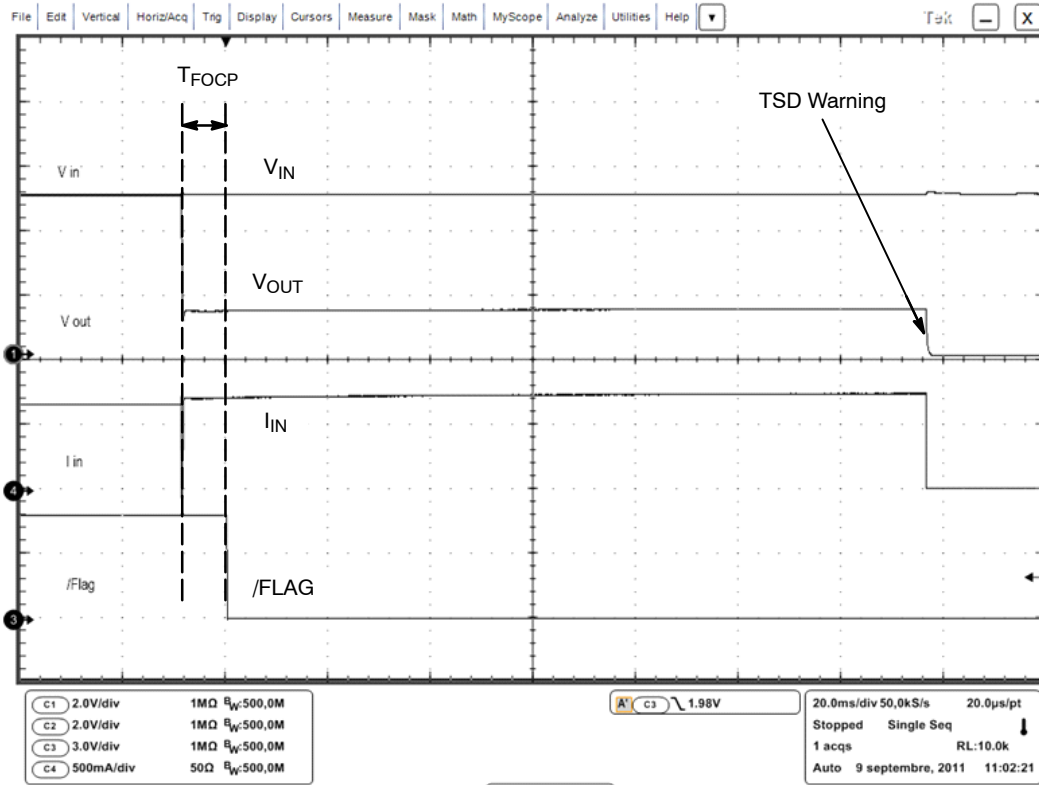 File Edit Vertical Horiz/Acq Trig Display Cursors Measure Mask Math MyScope Analyze Utilities Help ▼ Tek – X
TFOCP
TSD Warning
V in
VIN
VOUT
V out
1
IIN
I in
4
/Flag
/FLAG
3
C1 2.0V/div 1MΩ BW:500,0M
C2 2.0V/div 1MΩ BW:500,0M
C3 3.0V/div 1MΩ BW:500,0M
C4 500mA/div 50Ω BW:500,0M
A' C3 1.98V
20.0ms/div 50,0kS/s 20.0µs/pt
Stopped Single Seq
1 acqs RL:10.0k
Auto 9 septembre, 2011 11:02:21